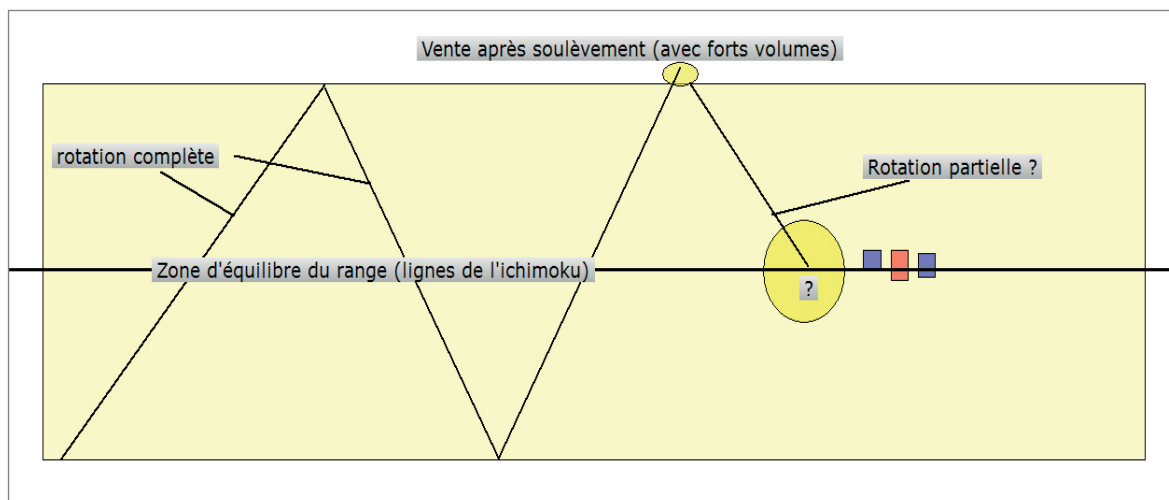 Vente après soulèvement (avec forts volumes)
rotation complète
Rotation partielle ?
Zone d'équilibre du range (lignes de l'ichimoku)
?